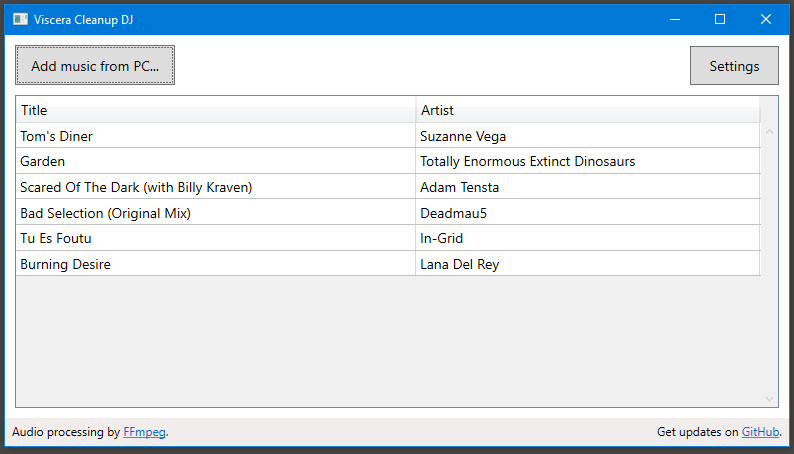 Viscera Cleanup DJ
Add music from PC... Settings
Title Artist
Tom's Diner Suzanne Vega
Garden Totally Enormous Extinct Dinosaurs
Scared Of The Dark (with Billy Kraven) Adam Tensta
Bad Selection (Original Mix) Deadmau5
Tu Es Foutu In-Grid
Burning Desire Lana Del Rey
Audio processing by FFmpeg. Get updates on GitHub.